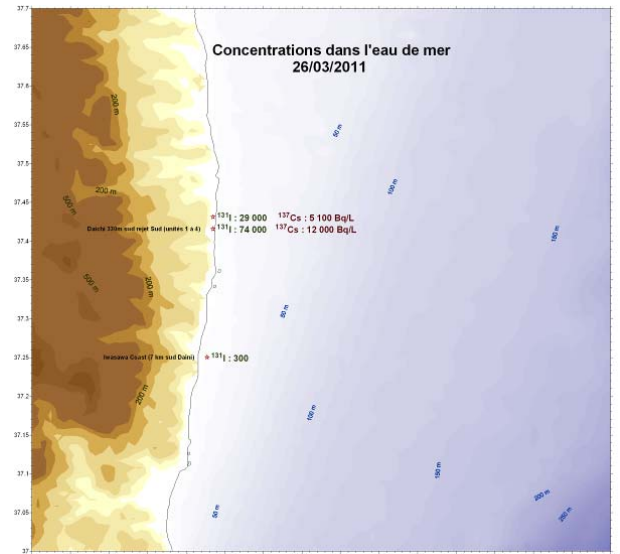 Concentrations dans l'eau de mer
26/03/2011
37.7
37.65
37.6
37.55
37.5
37.45
37.4
37.35
37.3
37.25
37.2
37.15
37.1
37.05
37
200 m
200 m
500 m
200 m
500 m
200 m
50 m
100 m
150 m
¹³¹I : 29 000 ¹³⁷Cs : 5 100 Bq/L
Daichi 330m sud rejet Sud (unités 1 à 4) ¹³¹I : 74 000 ¹³⁷Cs : 12 000 Bq/L
50 m
Iwasawa Coast (7 km sud Daini) ¹³¹I : 300
100 m
150 m
200 m
250 m
50 m